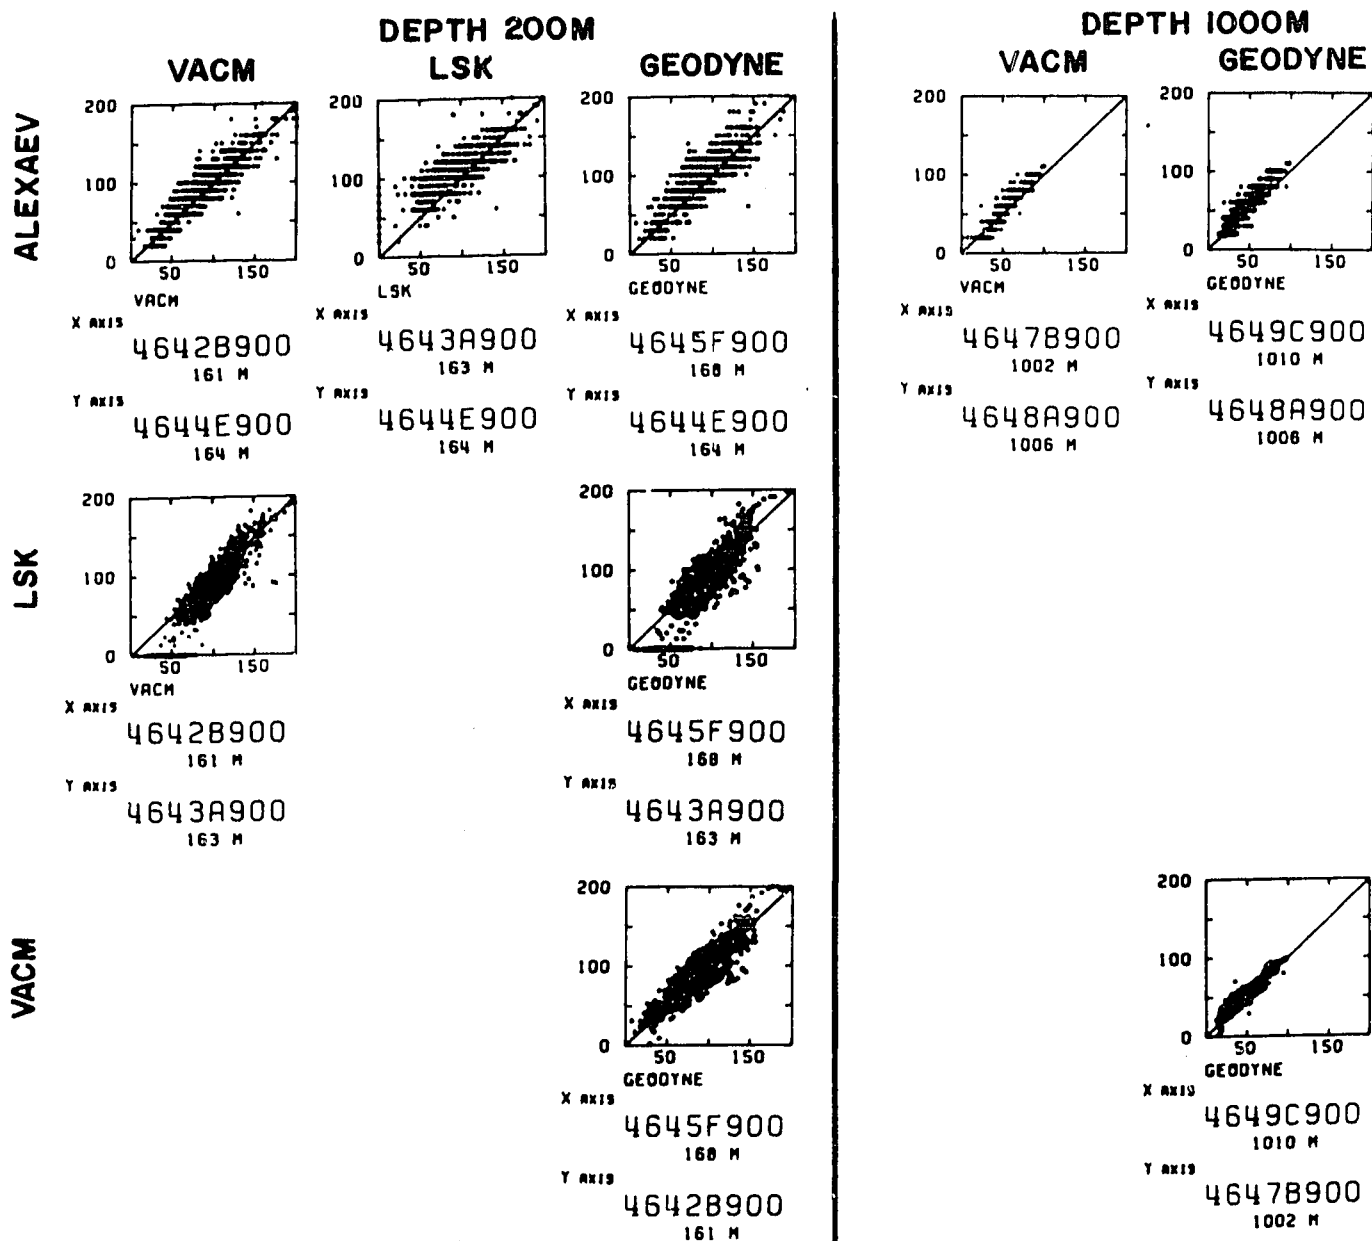 DEPTH 200M
DEPTH 1000M
VACM LSK GEODYNE VACM GEODYNE
ALEXAEV
200 200 200 200 200
100 100 100 100 100
0 0 0 0 0
50 150 50 150 50 150 50 150 50 150
VACM LSK GEODYNE VACM GEODYNE
X AXIS X AXIS X AXIS X AXIS X AXIS
4642B900 4643A900 4645F900 4647B900 4649C900
161 M 163 M 168 M 1002 M 1010 M
Y AXIS Y AXIS Y AXIS Y AXIS Y AXIS
4644E900 4644E900 4644E900 4648A900 4648A900
164 M 164 M 164 M 1006 M 1006 M
LSK
200 200
100 100
0 0
50 150 50 150
VACM GEODYNE
X AXIS X AXIS
4642B900 4645F900
161 M 168 M
Y AXIS Y AXIS
4643A900 4643A900
163 M 163 M
VACM
200 200
100 100
0 0
50 150 50 150
GEODYNE GEODYNE
X AXIS X AXIS
4645F900 4649C900
168 M 1010 M
Y AXIS Y AXIS
4642B900 4647B900
161 M 1002 M